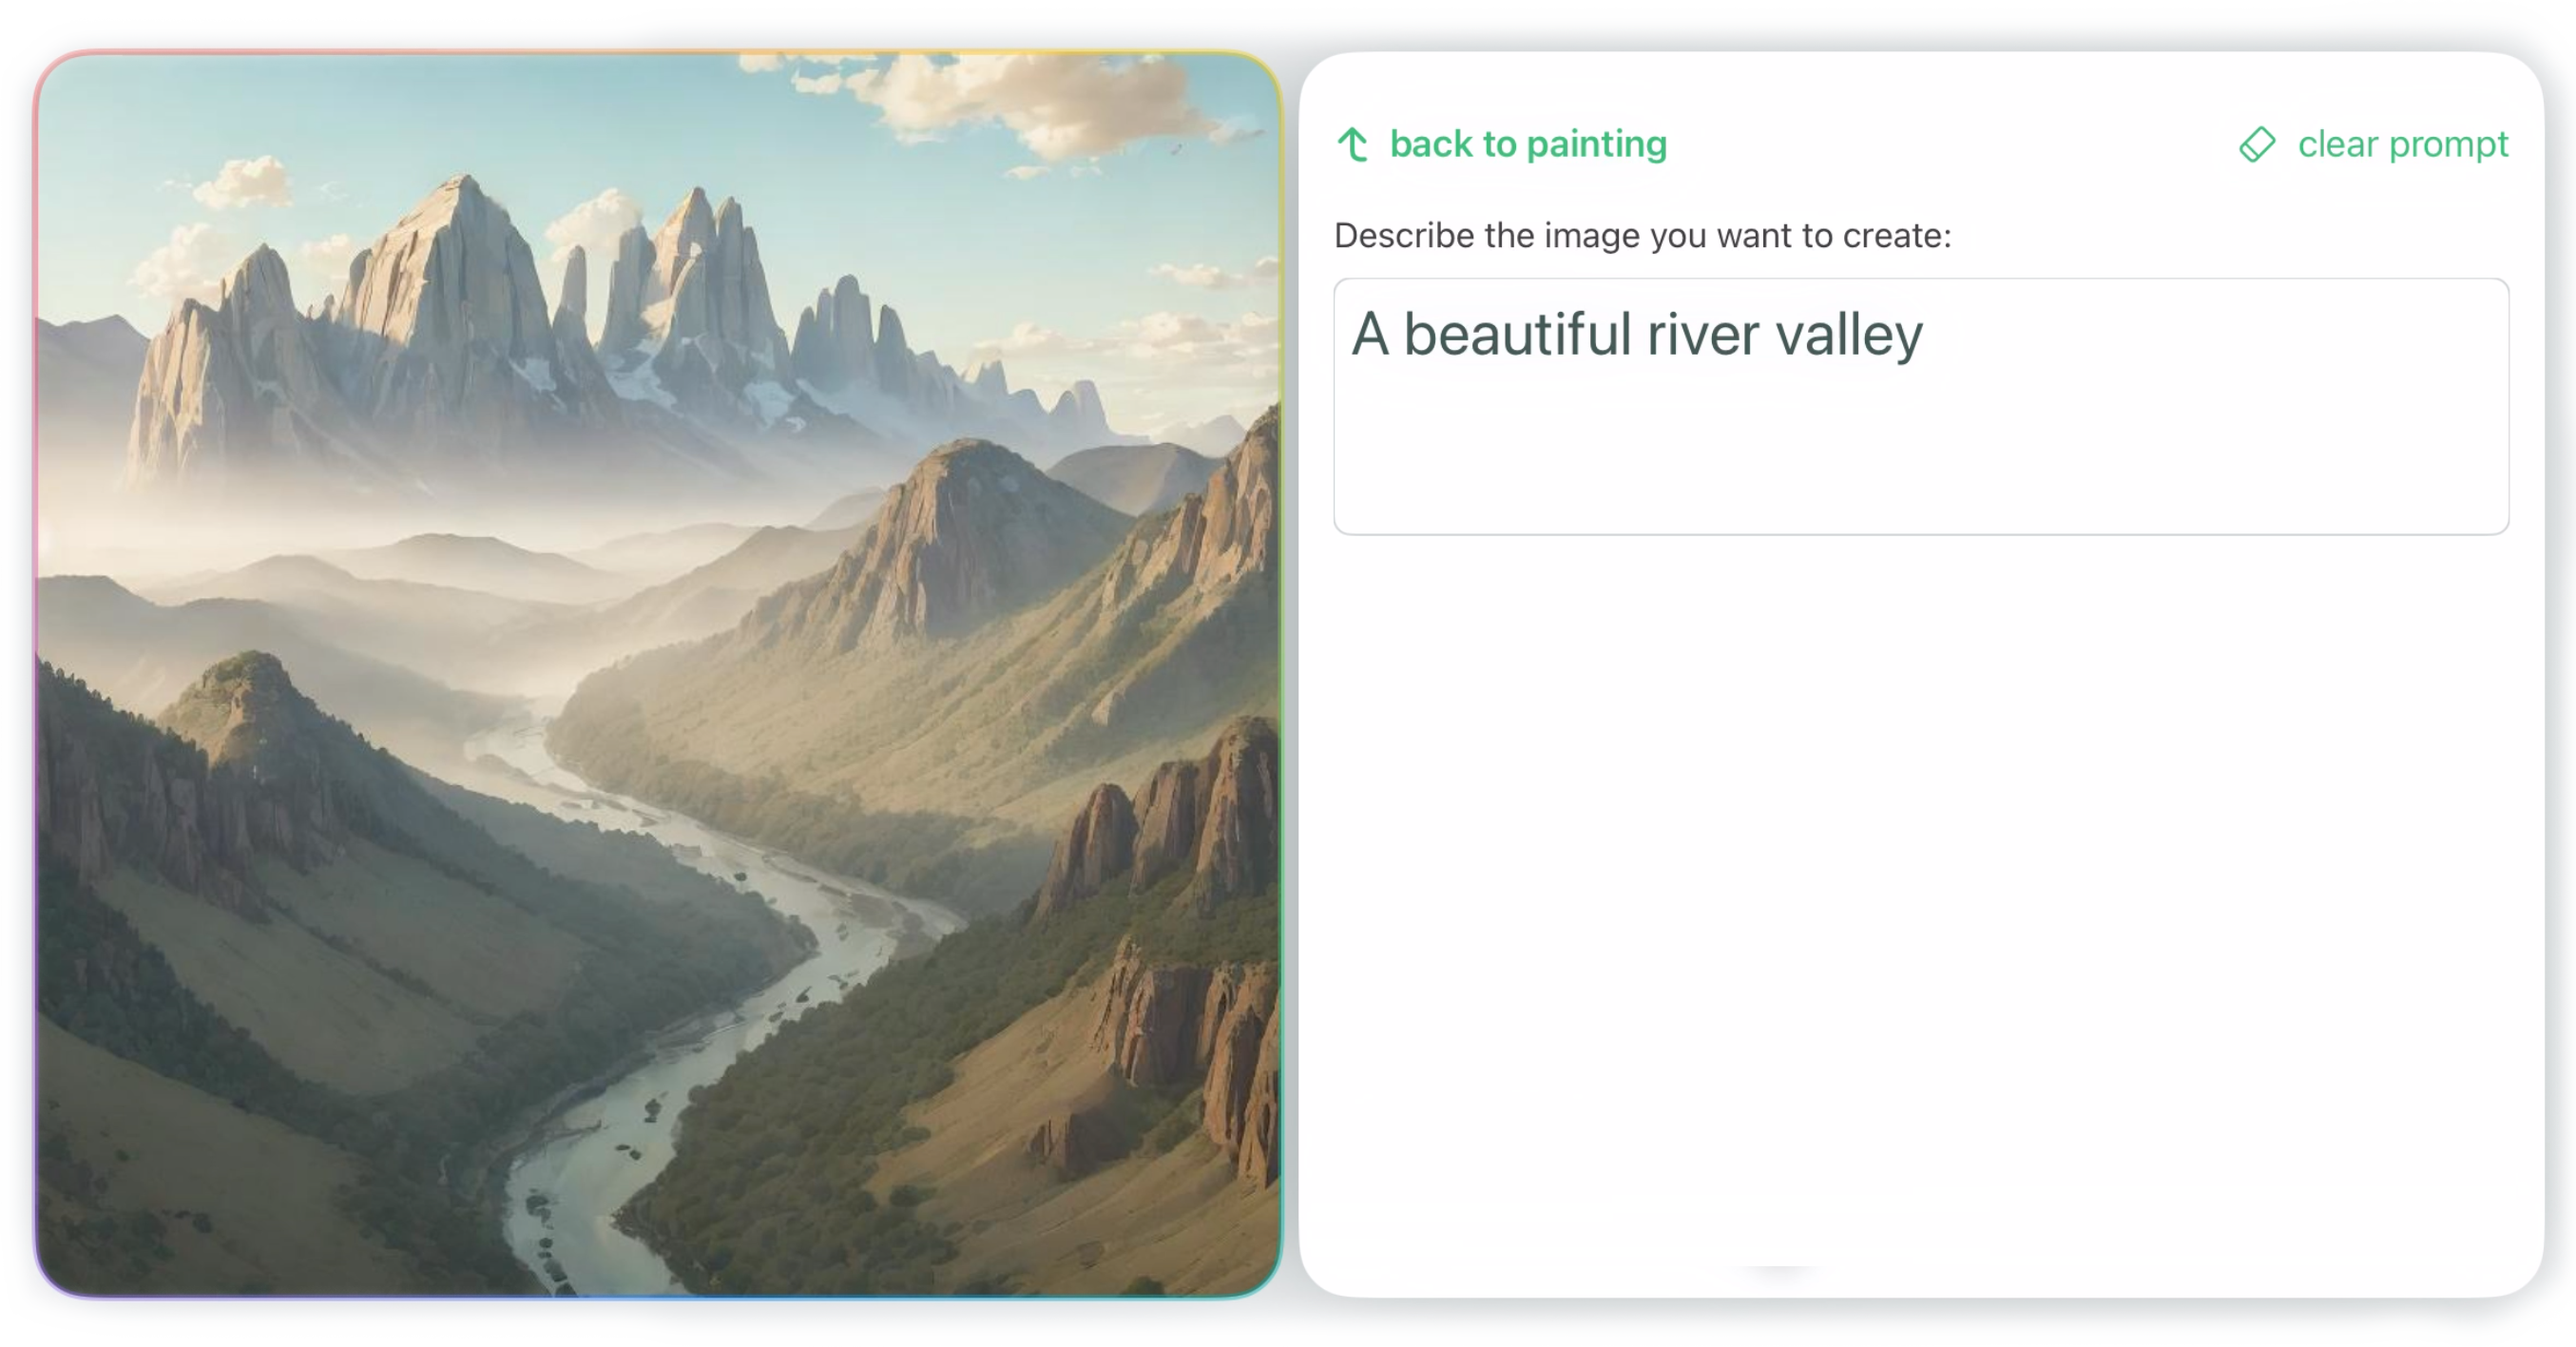 back to painting
clear prompt
Describe the image you want to create:
A beautiful river valley